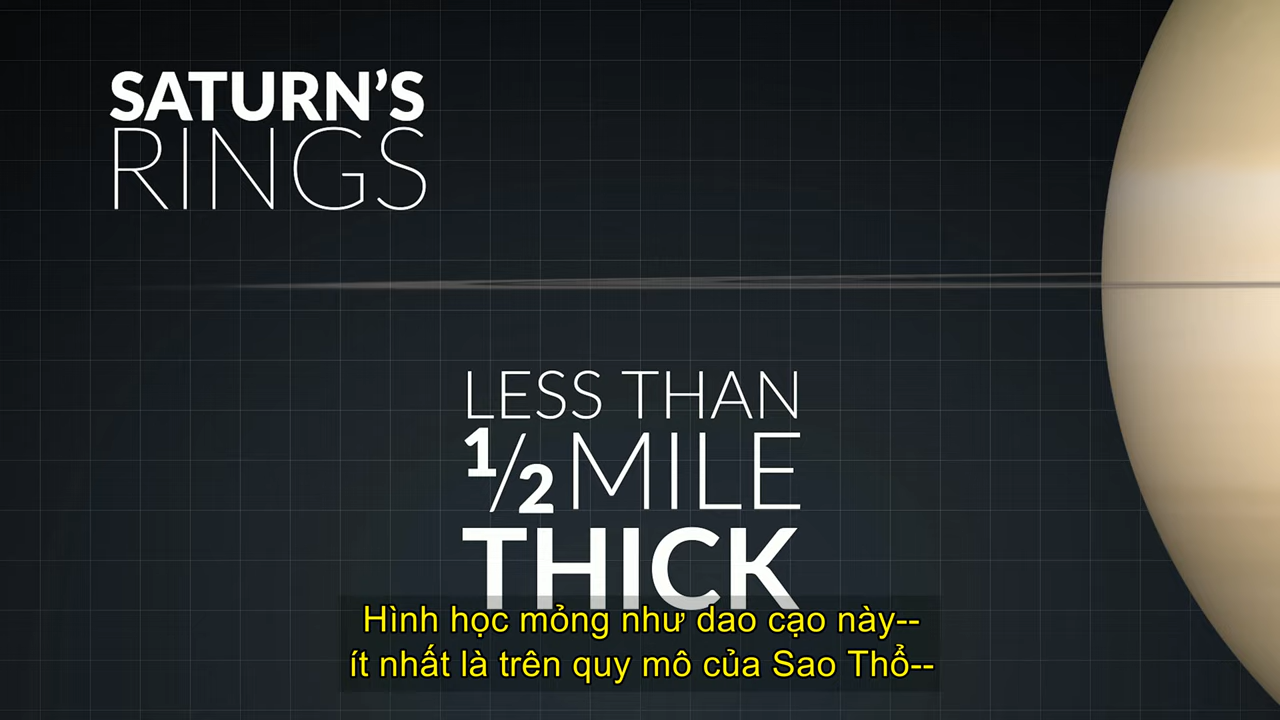 SATURN’S
RINGS
LESS THAN
½ MILE
THICK
Hình học mỏng như dao cạo này--
ít nhất là trên quy mô của Sao Thổ--